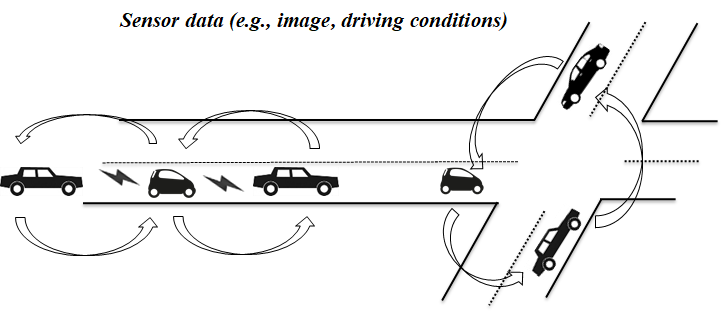 Sensor data (e.g., image, driving conditions)